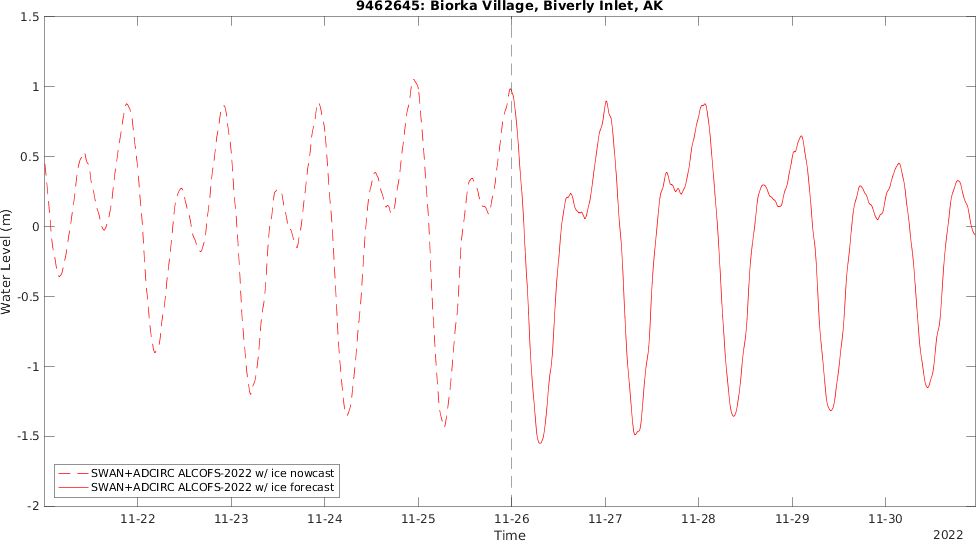 9462645: Biorka Village, Biverly Inlet, AK
Water Level (m)
1.5
1
0.5
0
-0.5
-1
-1.5
-2
SWAN+ADCIRC ALCOFS-2022 w/ ice nowcast
SWAN+ADCIRC ALCOFS-2022 w/ ice forecast
11-22 11-23 11-24 11-25 11-26 11-27 11-28 11-29 11-30
Time
2022